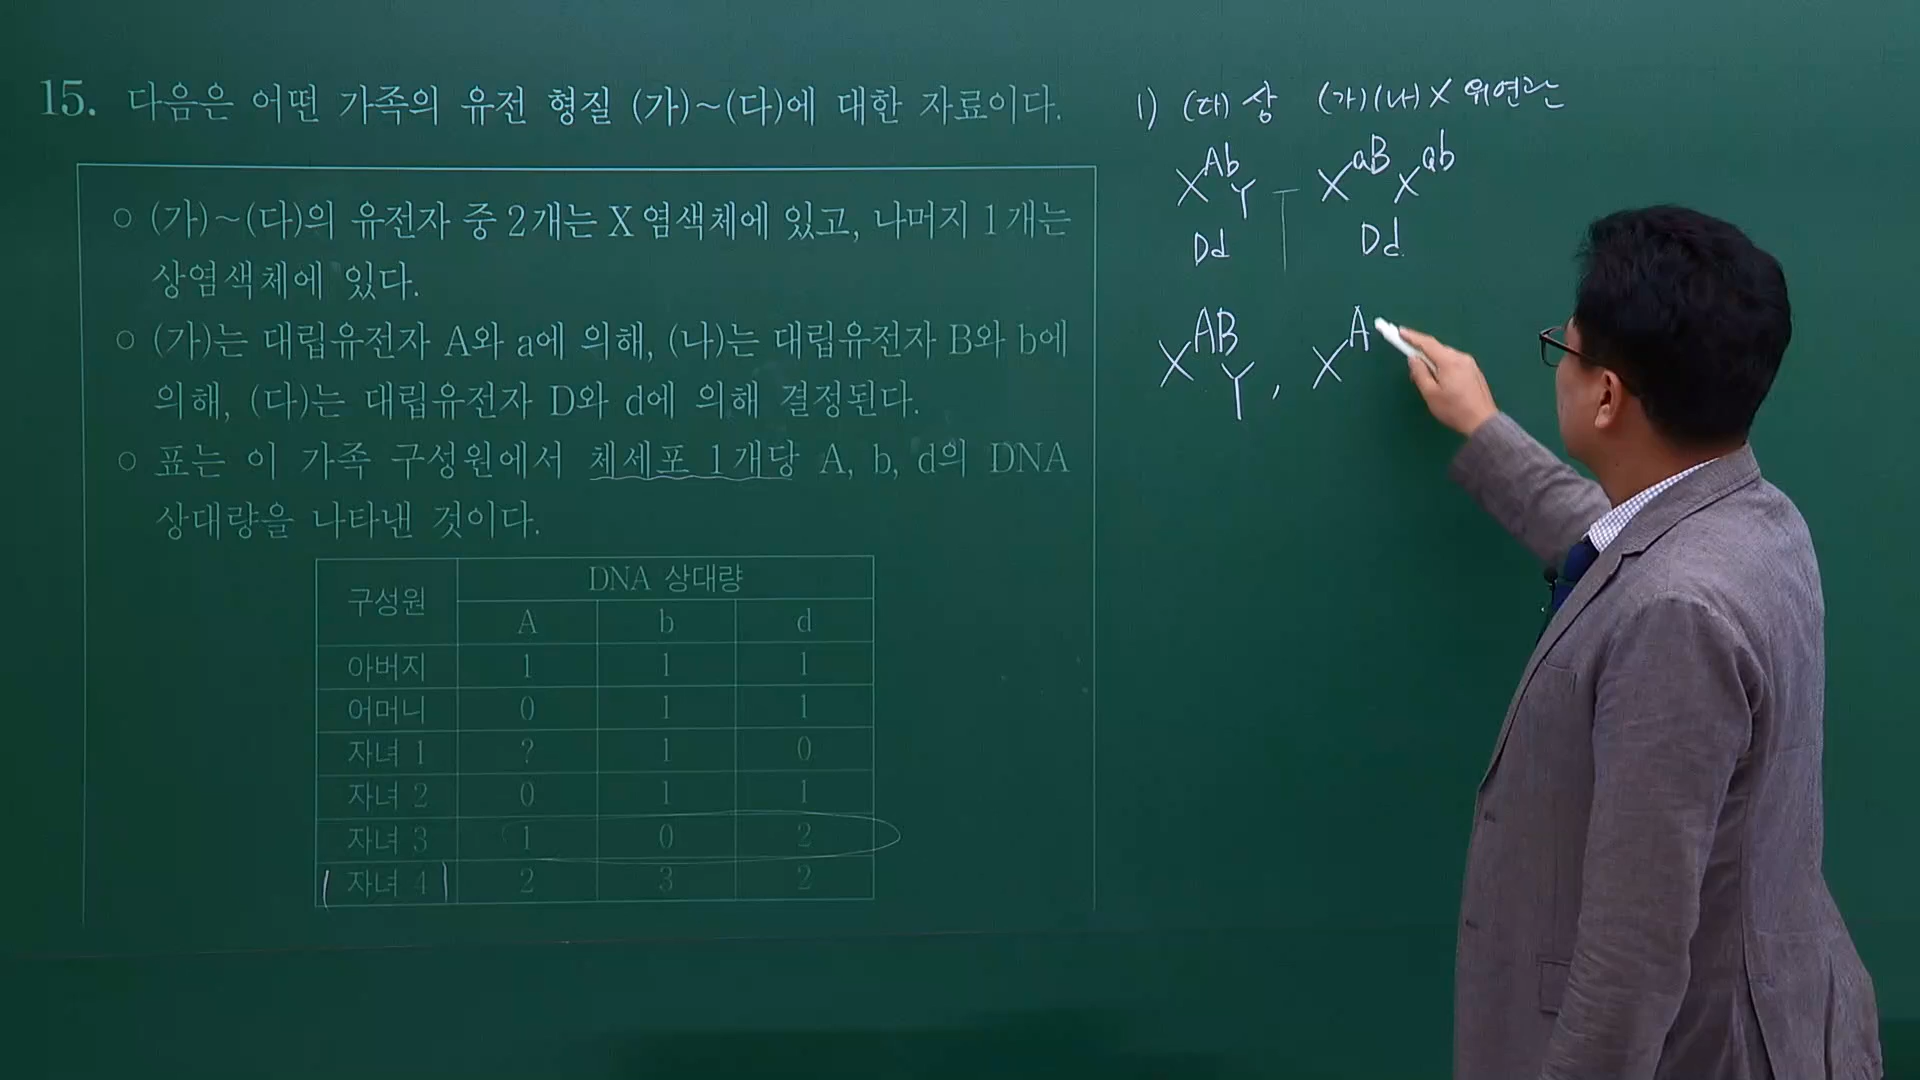 15. 다음은 어떤 가족의 유전 형질 (가)~(다)에 대한 자료이다.
○ (가)~(다)의 유전자 중 2개는 X 염색체에 있고, 나머지 1개는
상염색체에 있다.
○ (가)는 대립유전자 A와 a에 의해, (나)는 대립유전자 B와 b에
의해, (다)는 대립유전자 D와 d에 의해 결정된다.
○ 표는 이 가족 구성원에서 체세포 1개당 A, b, d의 DNA
상대량을 나타낸 것이다.
구성원 DNA 상대량
A b d
아버지 1 1 1
어머니 0 1 1
자녀 1 ? 1 0
자녀 2 0 1 1
자녀 3 1 0 2
자녀 4 2 3 2
1) (다) 상 (가)(나) X 위 연관
X^Ab Y X^aB X^ab
Dd Dd
X^AB Y , X^A